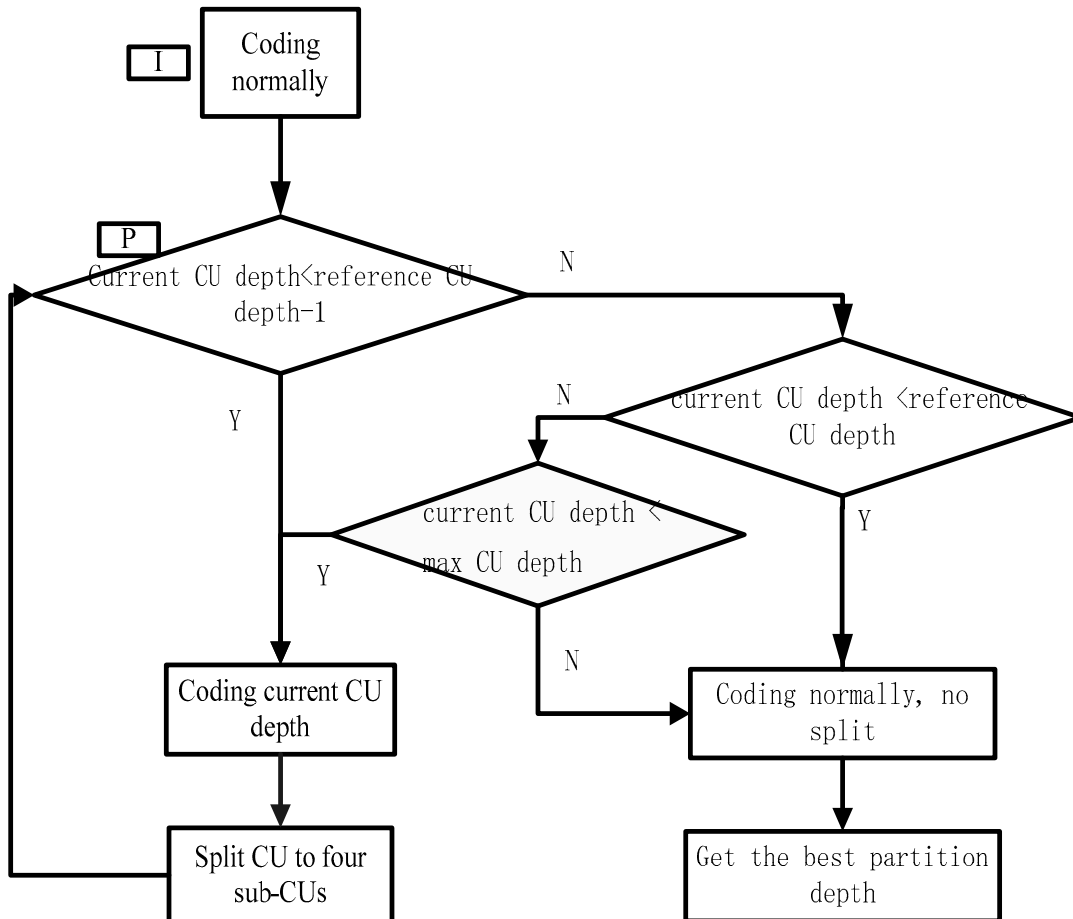 I
Coding
normally
P
Current CU depth<reference CU
depth-1
N
Y
N
current CU depth <reference
CU depth
Y
current CU depth <
max CU depth
Y
N
Coding current CU
depth
Coding normally, no
split
Split CU to four
sub-CUs
Get the best partition
depth